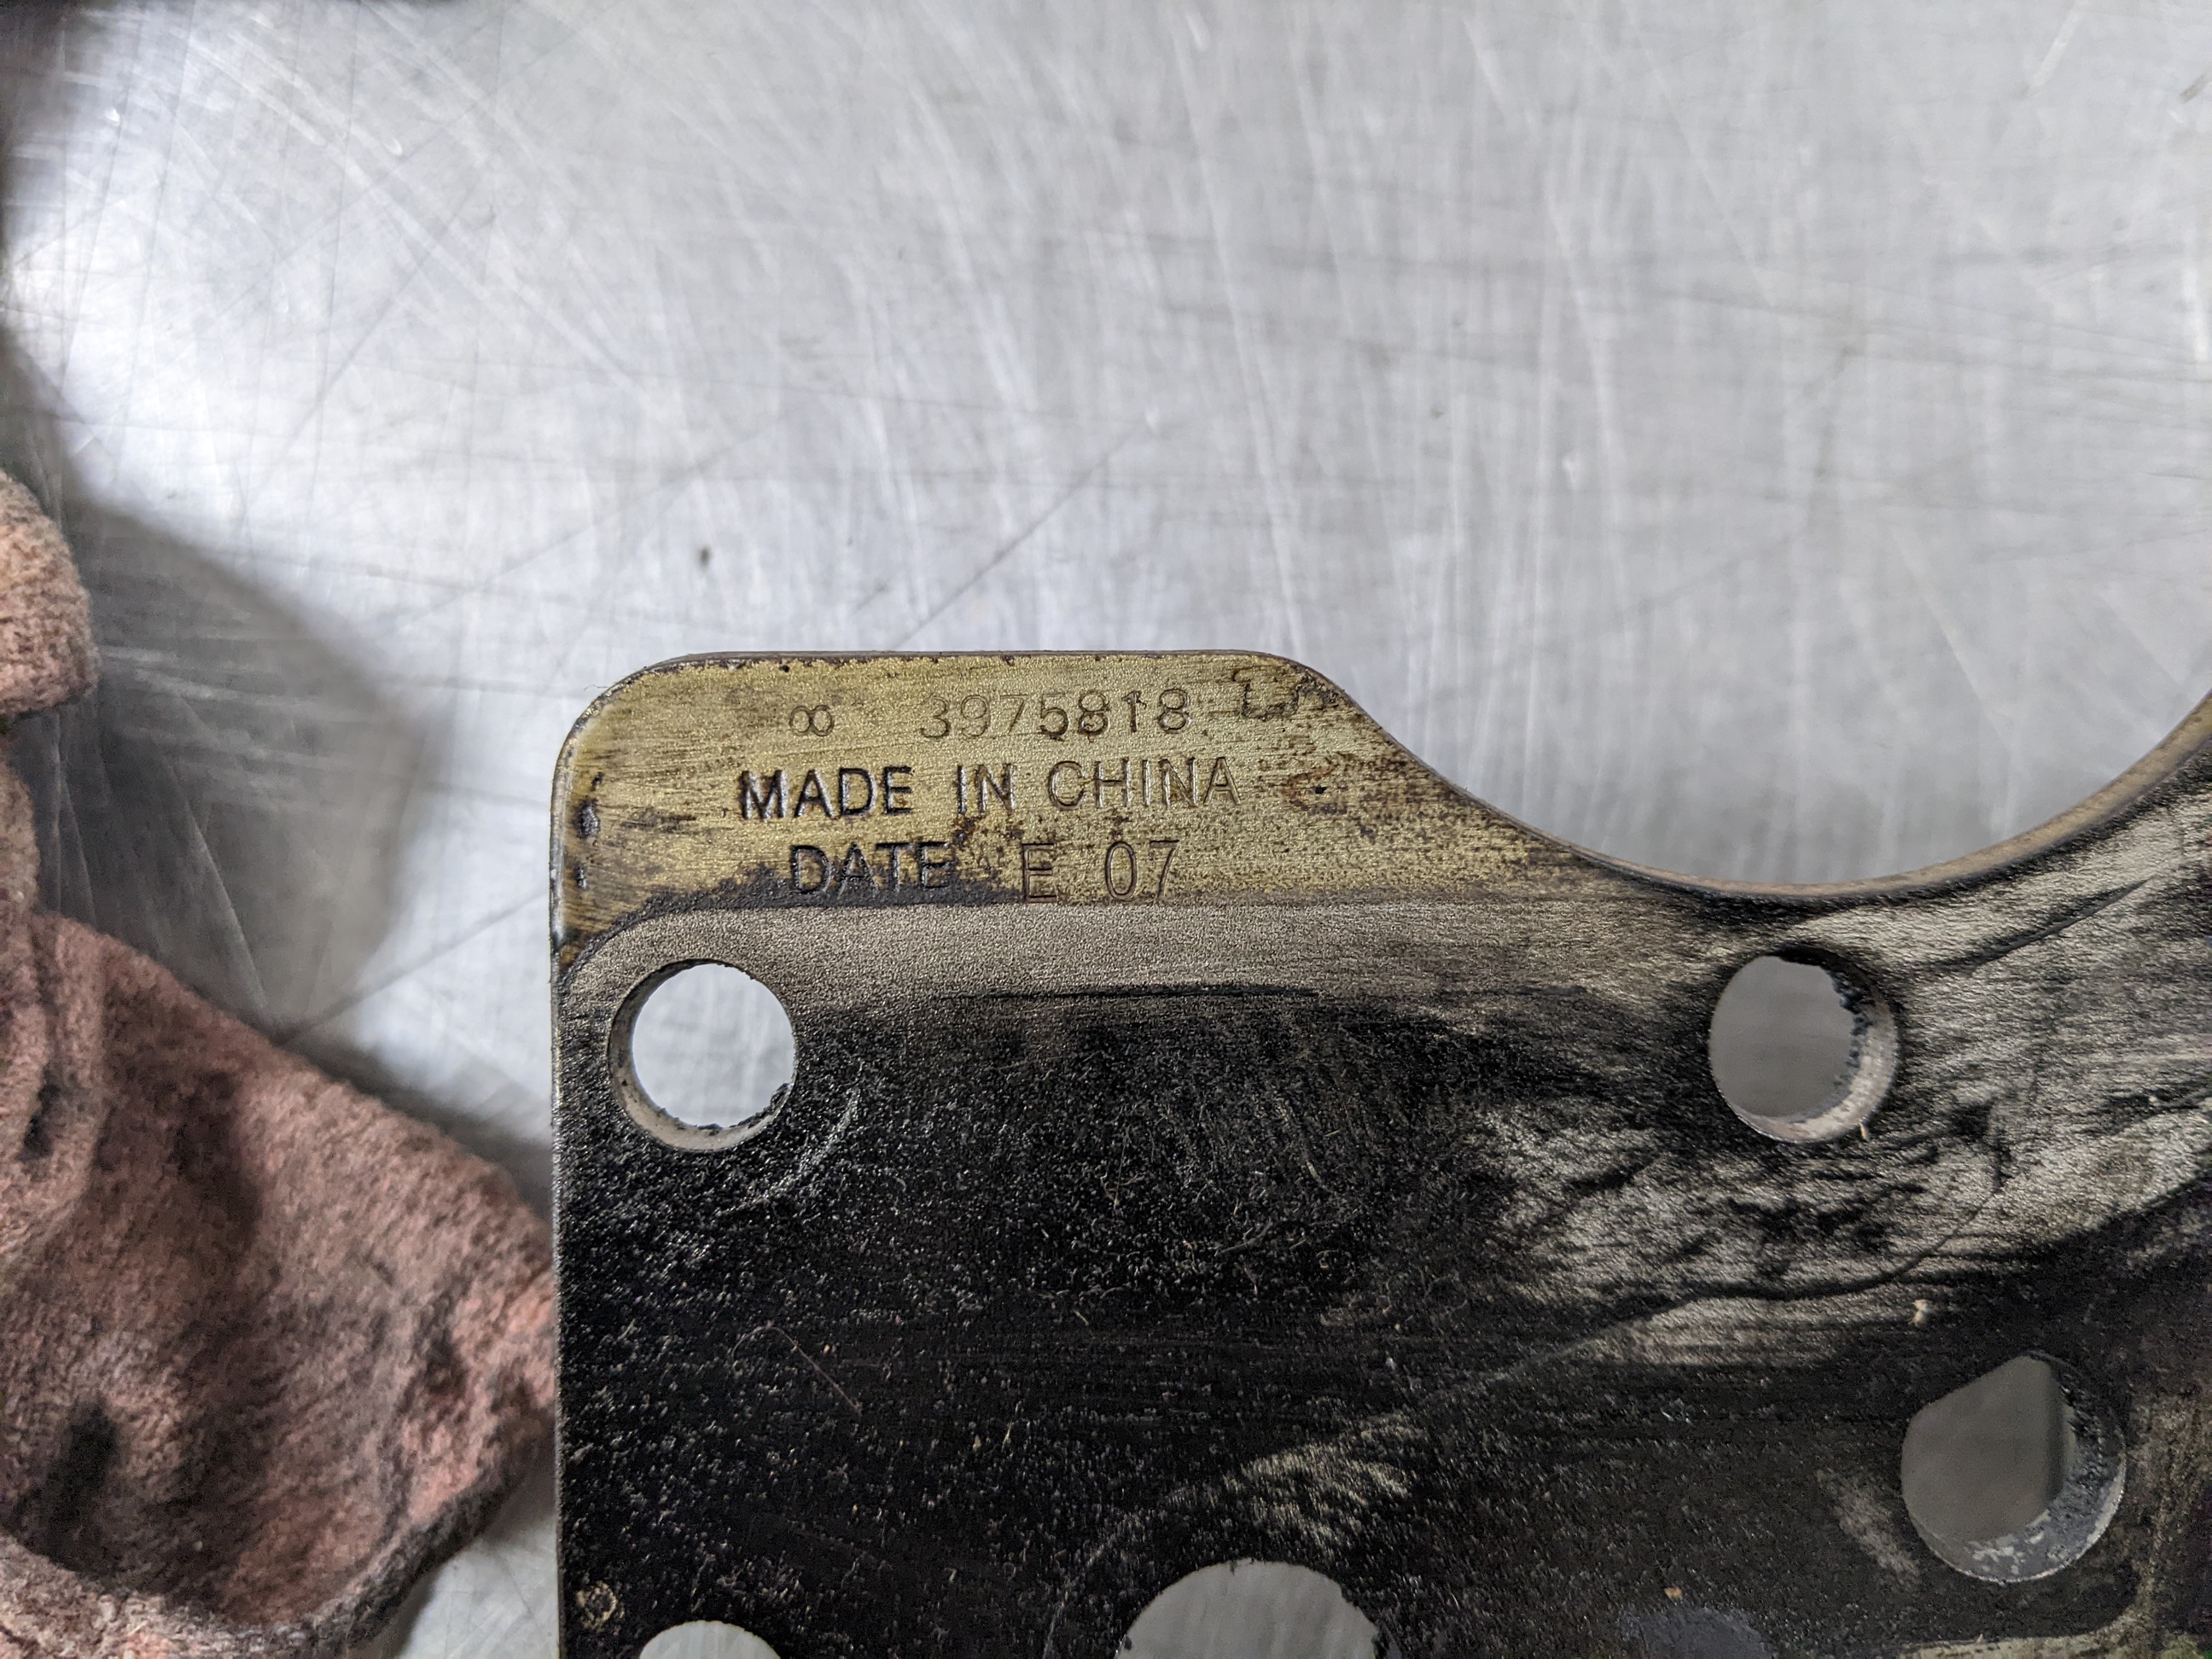 ∞ 3975818
MADE IN CHINA
DATE E 07